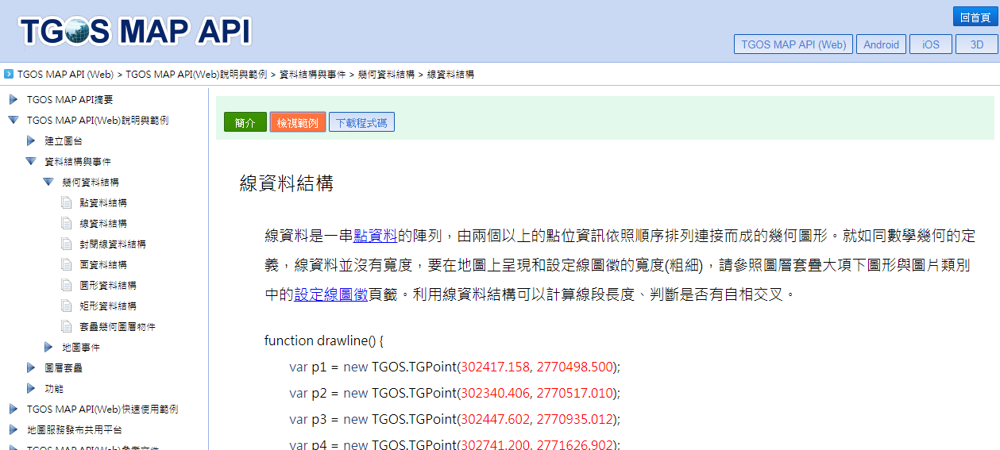 TGOS MAP API
回首頁
TGOS MAP API (Web)
Android
iOS
3D
TGOS MAP API (Web) > TGOS MAP API(Web)說明與範例 > 資料結構與事件 > 幾何資料結構 > 線資料結構
TGOS MAP API摘要
TGOS MAP API(Web)說明與範例
建立圖台
資料結構與事件
幾何資料結構
點資料結構
線資料結構
封閉線資料結構
面資料結構
圓形資料結構
矩形資料結構
套疊幾何圖層物件
地圖事件
圖層套疊
功能
TGOS MAP API(Web)快速使用範例
地圖服務發布共用平台
TGOS MAP API(Web)參考文件
簡介
檢視範例
下載程式碼
線資料結構
線資料是一串點資料的陣列，由兩個以上的點位資訊依照順序排列連接而成的幾何圖形。就如同數學幾何的定
義，線資料並沒有寬度，要在地圖上呈現和設定線圖徵的寬度(粗細)，請參照圖層套疊大項下圖形與圖片類別
中的設定線圖徵頁籤。利用線資料結構可以計算線段長度、判斷是否有自相交叉。
function drawline() {
var p1 = new TGOS.TGPoint(302417.158, 2770498.500);
var p2 = new TGOS.TGPoint(302340.406, 2770517.010);
var p3 = new TGOS.TGPoint(302447.602, 2770935.012);
var p4 = new TGOS.TGPoint(302741.200, 2771626.902);